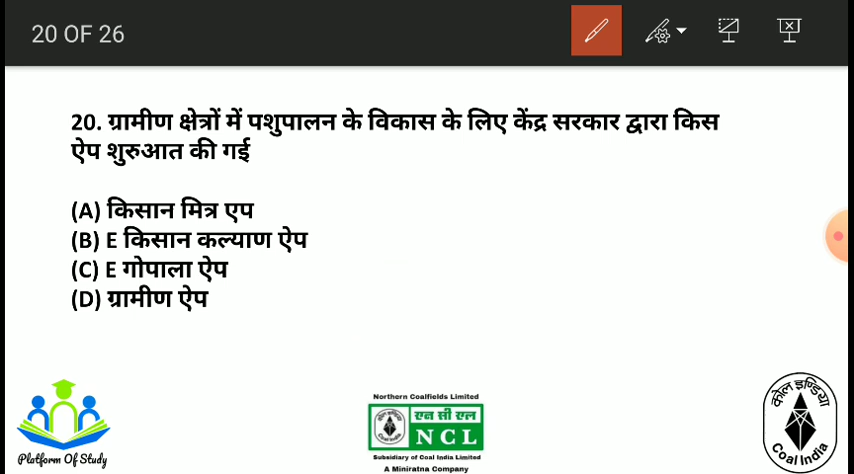 20 OF 26
20. ग्रामीण क्षेत्रों में पशुपालन के विकास के लिए केंद्र सरकार द्वारा किस
ऐप शुरुआत की गई
(A) किसान मित्र एप
(B) E किसान कल्याण ऐप
(C) E गोपाला ऐप
(D) ग्रामीण ऐप
Platform Of Study
Northern Coalfields Limited
एन सी एल
NCL
Subsidiary of Coal India Limited
A Miniratna Company
कोल इण्डिया
Coal India